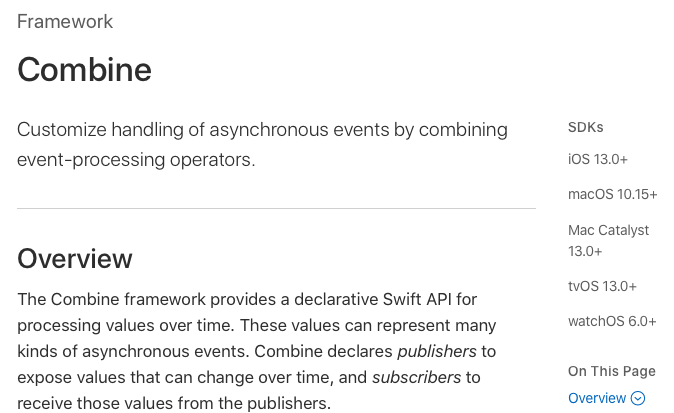 Framework
Combine
Customize handling of asynchronous events by combining
event-processing operators.
SDKs
iOS 13.0+
macOS 10.15+
Mac Catalyst
13.0+
tvOS 13.0+
watchOS 6.0+
On This Page
Overview
Overview
The Combine framework provides a declarative Swift API for
processing values over time. These values can represent many
kinds of asynchronous events. Combine declares publishers to
expose values that can change over time, and subscribers to
receive those values from the publishers.